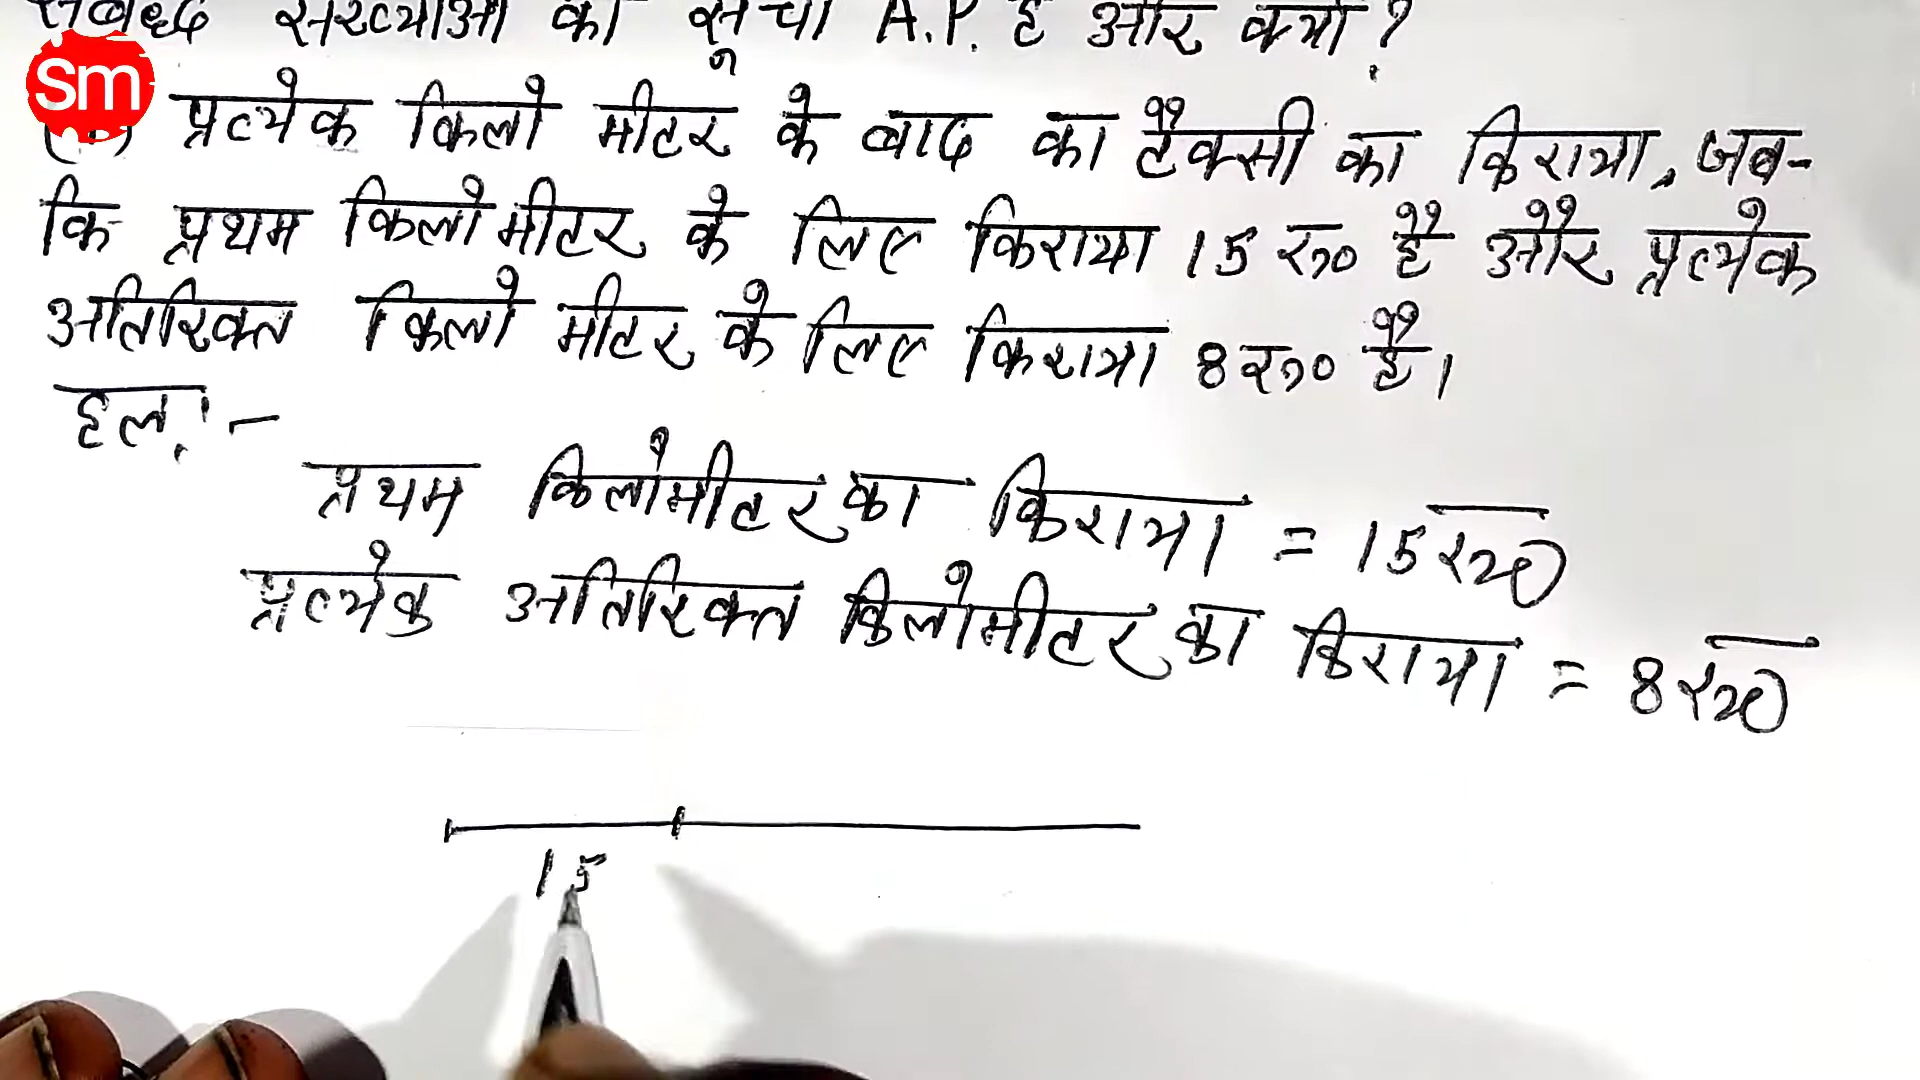 संबद्ध संख्याओं की सूची A.P. है और क्यों?
Sm
प्रत्येक किलो मीटर के बाद का टैक्सी का किराया, जब-
कि प्रथम किलोमीटर के लिए किराया 15 रु० है और प्रत्येक
अतिरिक्त किलो मीटर के लिए किराया 8 रु० है।
हल:-
प्रथम किलोमीटर का किराया = 15 रु०
प्रत्येक अतिरिक्त किलोमीटर का किराया = 8 रु०
15